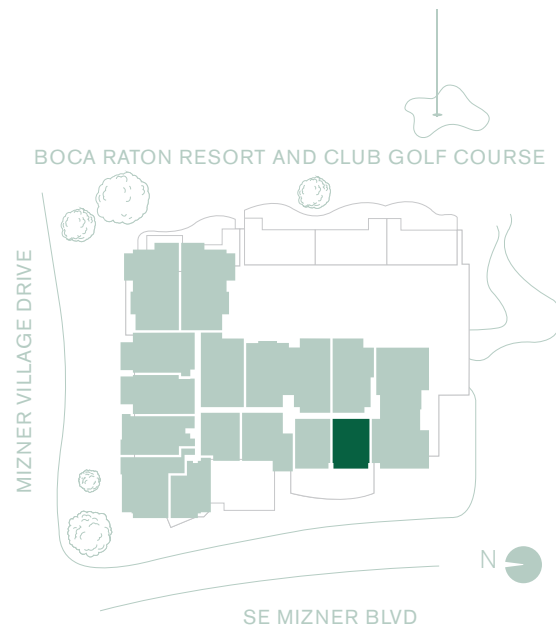 BOCA RATON RESORT AND CLUB GOLF COURSE
MIZNER VILLAGE DRIVE
N
SE MIZNER BLVD